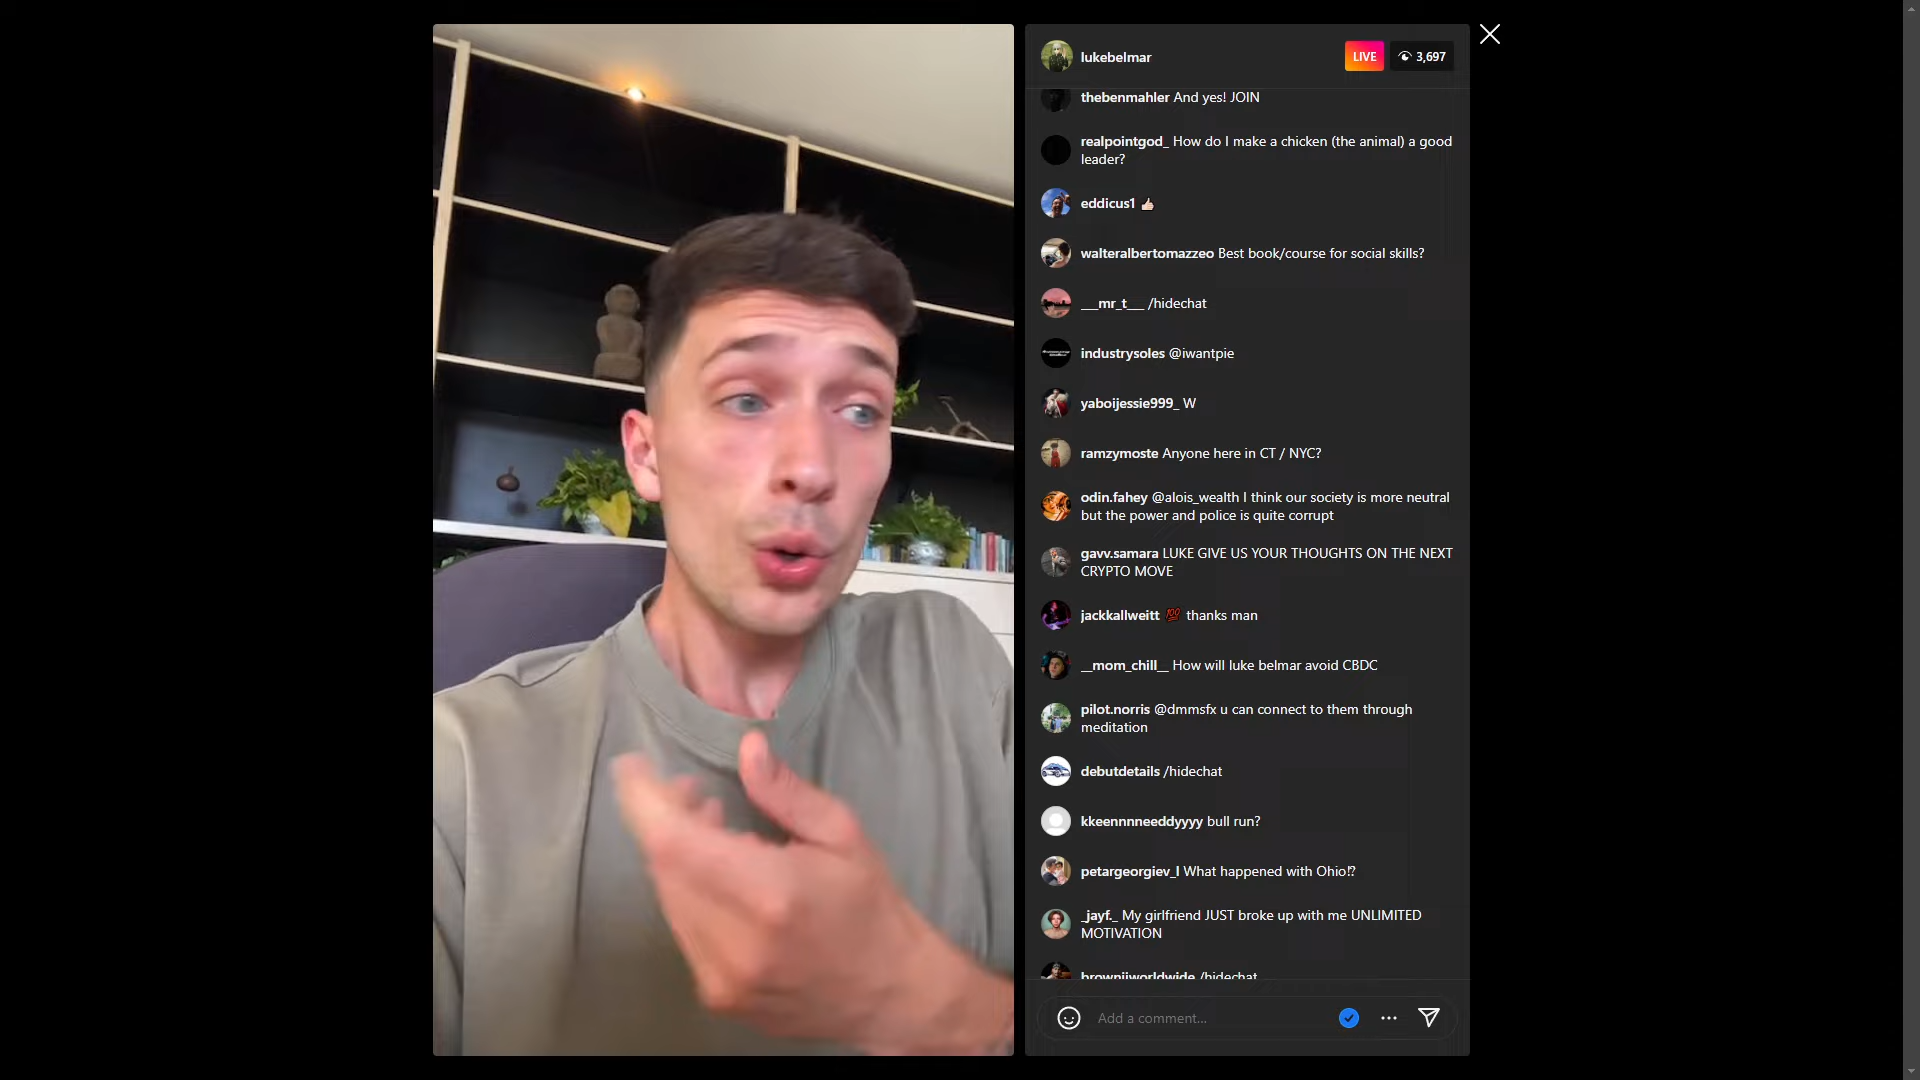 lukebelmar
LIVE
3,697
thebenmahler And yes! JOIN
realpointgod_ How do I make a chicken (the animal) a good
leader?
eddicus1 👍🏻
walteralbertomazzeo Best book/course for social skills?
___mr_t___ /hidechat
industrysoles @iwantpie
yaboijessie999_ W
ramzymoste Anyone here in CT / NYC?
odin.fahey @alois_wealth I think our society is more neutral
but the power and police is quite corrupt
gavv.samara LUKE GIVE US YOUR THOUGHTS ON THE NEXT
CRYPTO MOVE
jackkallweitt 💯 thanks man
__mom_chill__ How will luke belmar avoid CBDC
pilot.norris @dmmsfx u can connect to them through
meditation
debutdetails /hidechat
kkeennnneeddyyyy bull run?
petargeorgiev_l What happened with Ohio!?
_jayf._ My girlfriend JUST broke up with me UNLIMITED
MOTIVATION
browniiworldwide /hidechat
Add a comment...